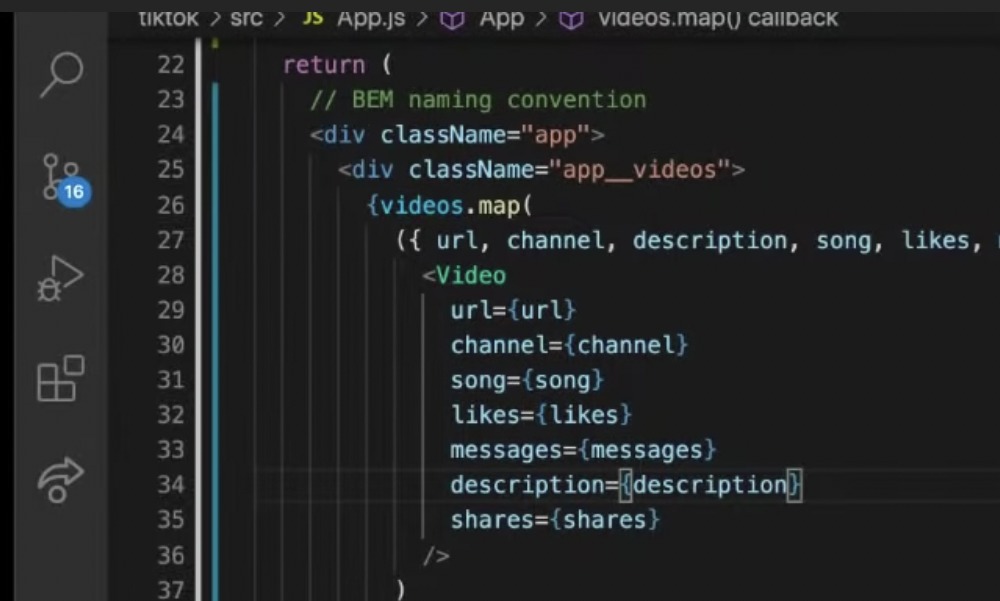 tiktok > src > JS App.js > App > videos.map() callback
22 return (
23 // BEM naming convention
24 <div className="app">
25 <div className="app__videos">
26 {videos.map(
27 ({ url, channel, description, song, likes,
28 <Video
29 url={url}
30 channel={channel}
31 song={song}
32 likes={likes}
33 messages={messages}
34 description={description}
35 shares={shares}
36 />
37 )
16